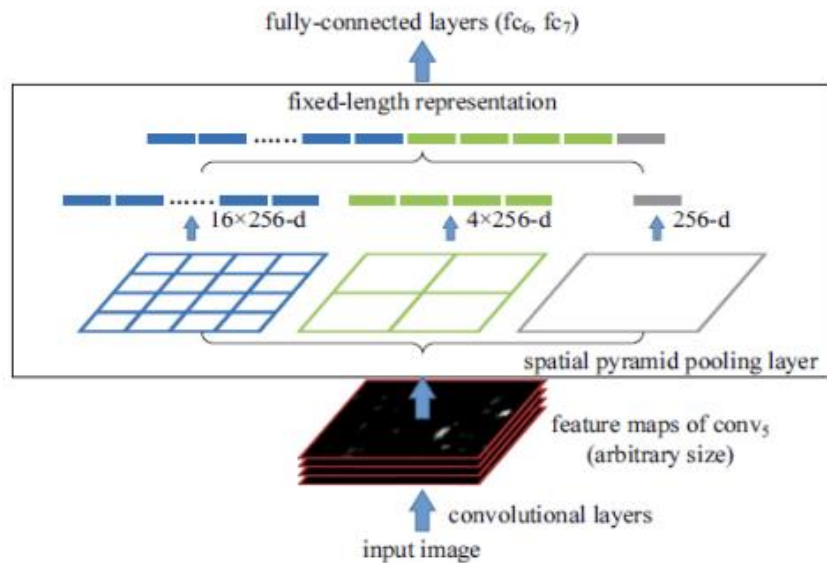 fully-connected layers (fc₆, fc₇)
fixed-length representation
......
......
16×256-d
4×256-d
256-d
spatial pyramid pooling layer
feature maps of conv₅
(arbitrary size)
convolutional layers
input image